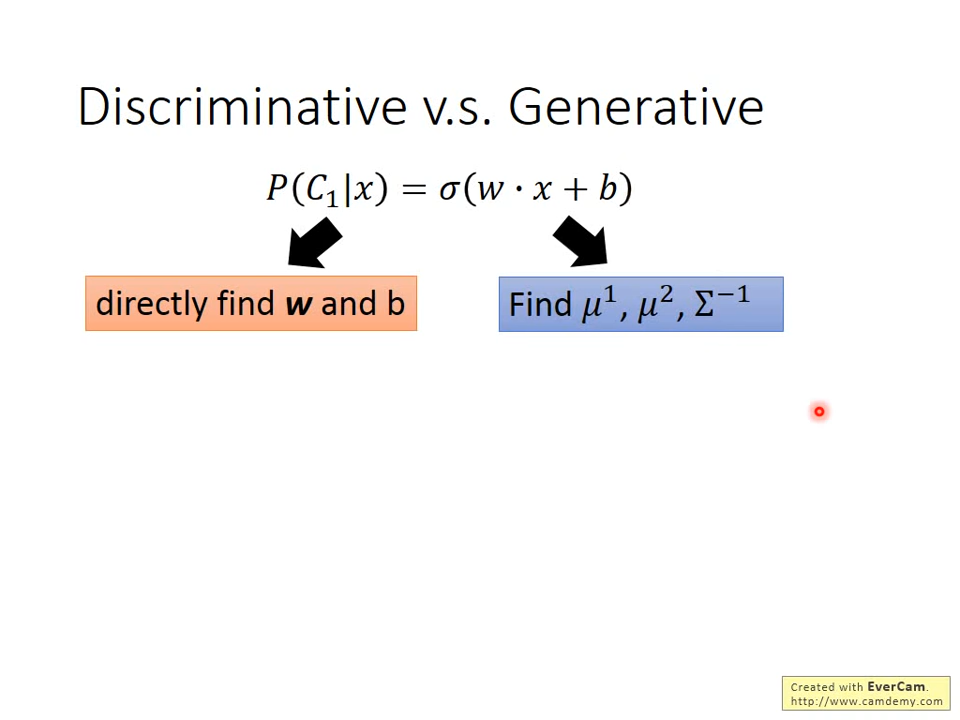 Discriminative v.s. Generative
P(C₁|x) = σ(w · x + b)
directly find w and b
Find μ¹, μ², Σ⁻¹
Created with EverCam.
http://www.camdemy.com